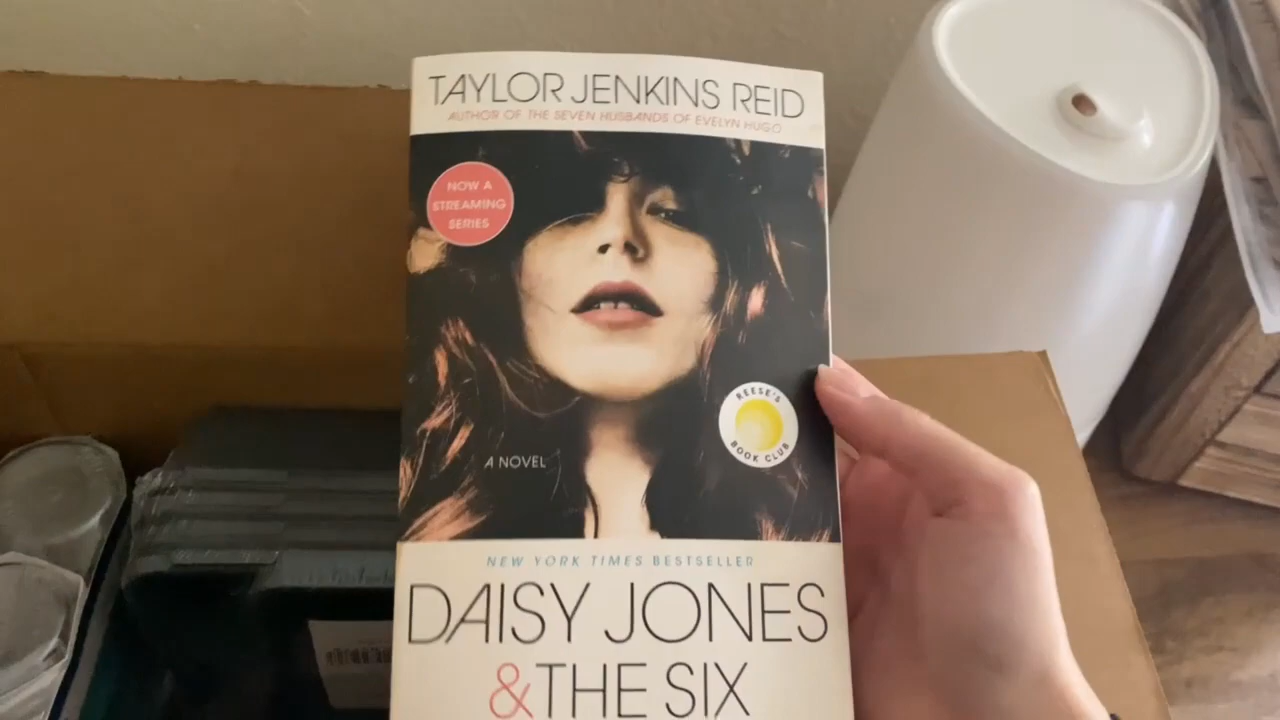 TAYLOR JENKINS REID
AUTHOR OF THE SEVEN HUSBANDS OF EVELYN HUGO
NOW A
STREAMING
SERIES
REESE'S
BOOK CLUB
A NOVEL
NEW YORK TIMES BESTSELLER
DAISY JONES
& THE SIX